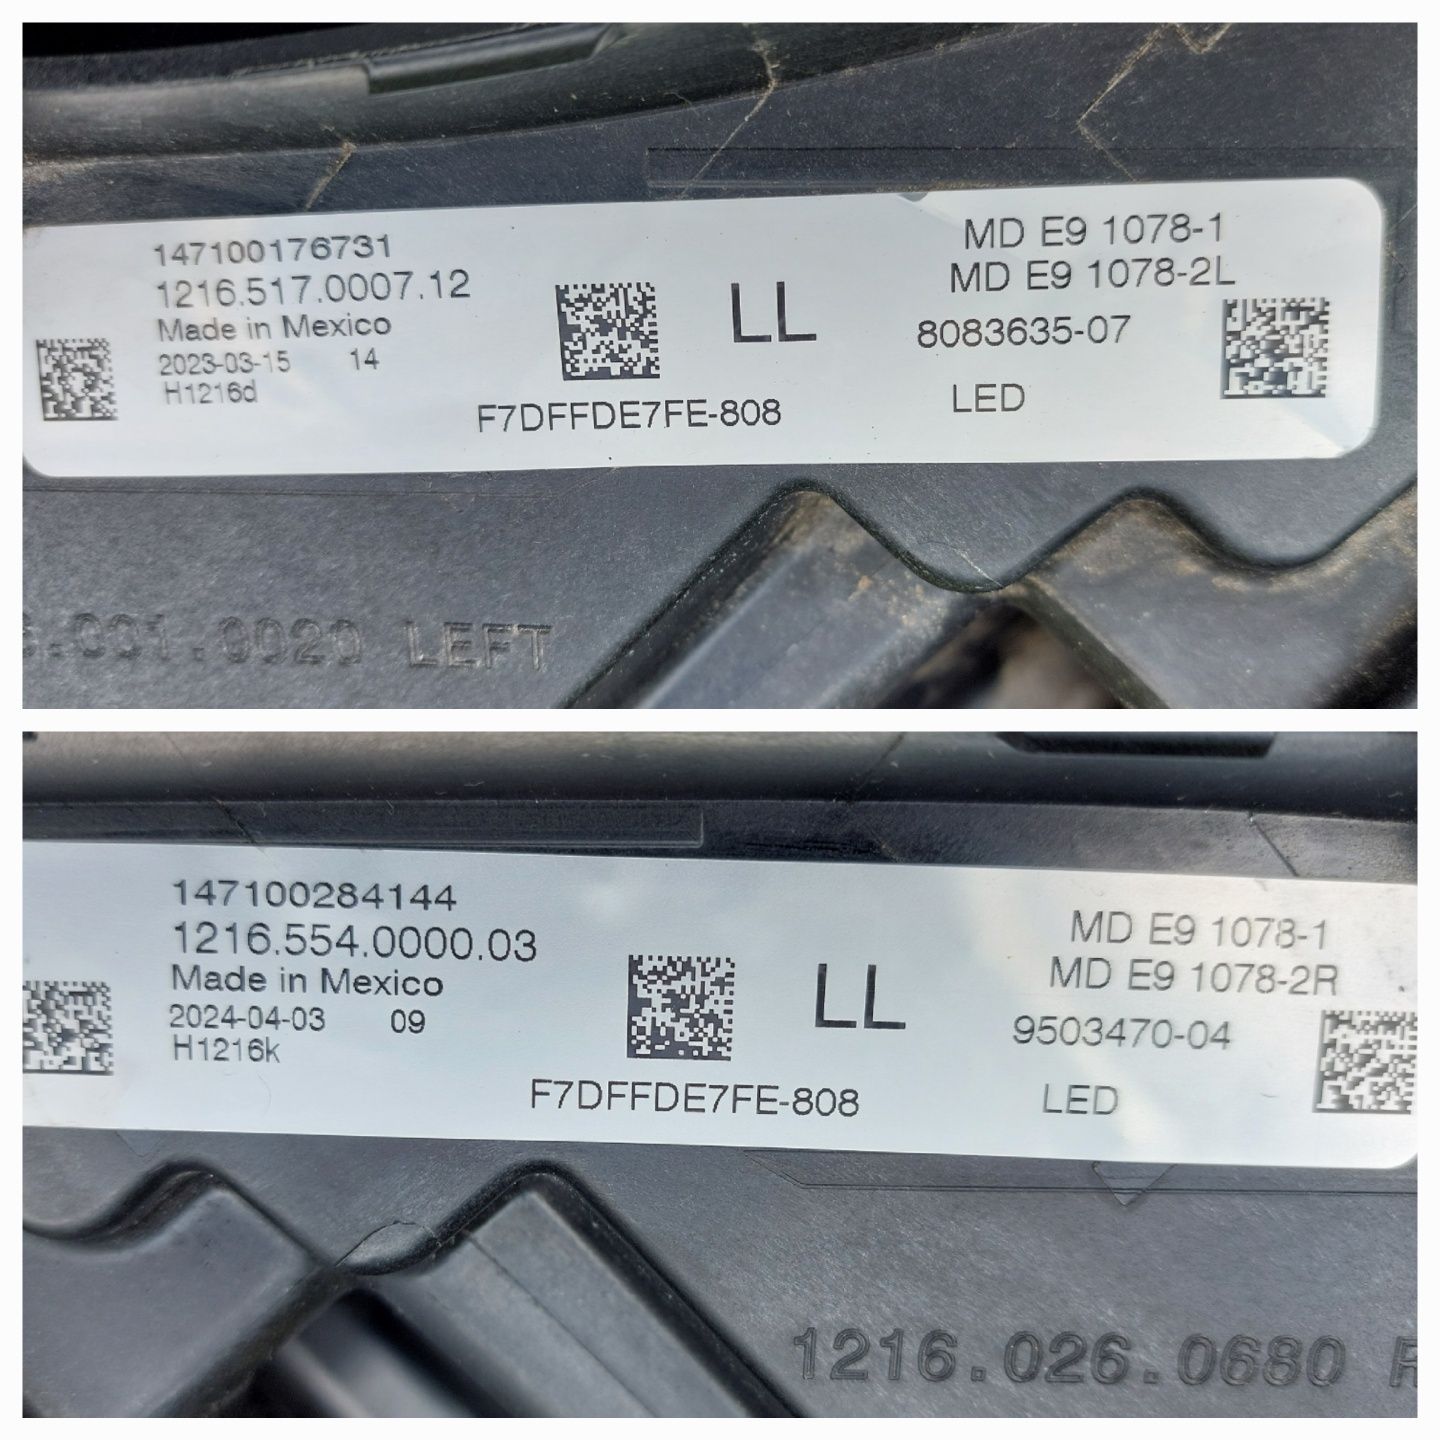 147100176731
1216.517.0007.12
Made in Mexico
2023-03-15 14
H1216d
LL
F7DFFDE7FE-808
MD E9 1078-1
MD E9 1078-2L
8083635-07
LED
.001.0020 LEFT
147100284144
1216.554.0000.03
Made in Mexico
2024-04-03 09
H1216k
LL
F7DFFDE7FE-808
MD E9 1078-1
MD E9 1078-2R
9503470-04
LED
1216.026.0680 R